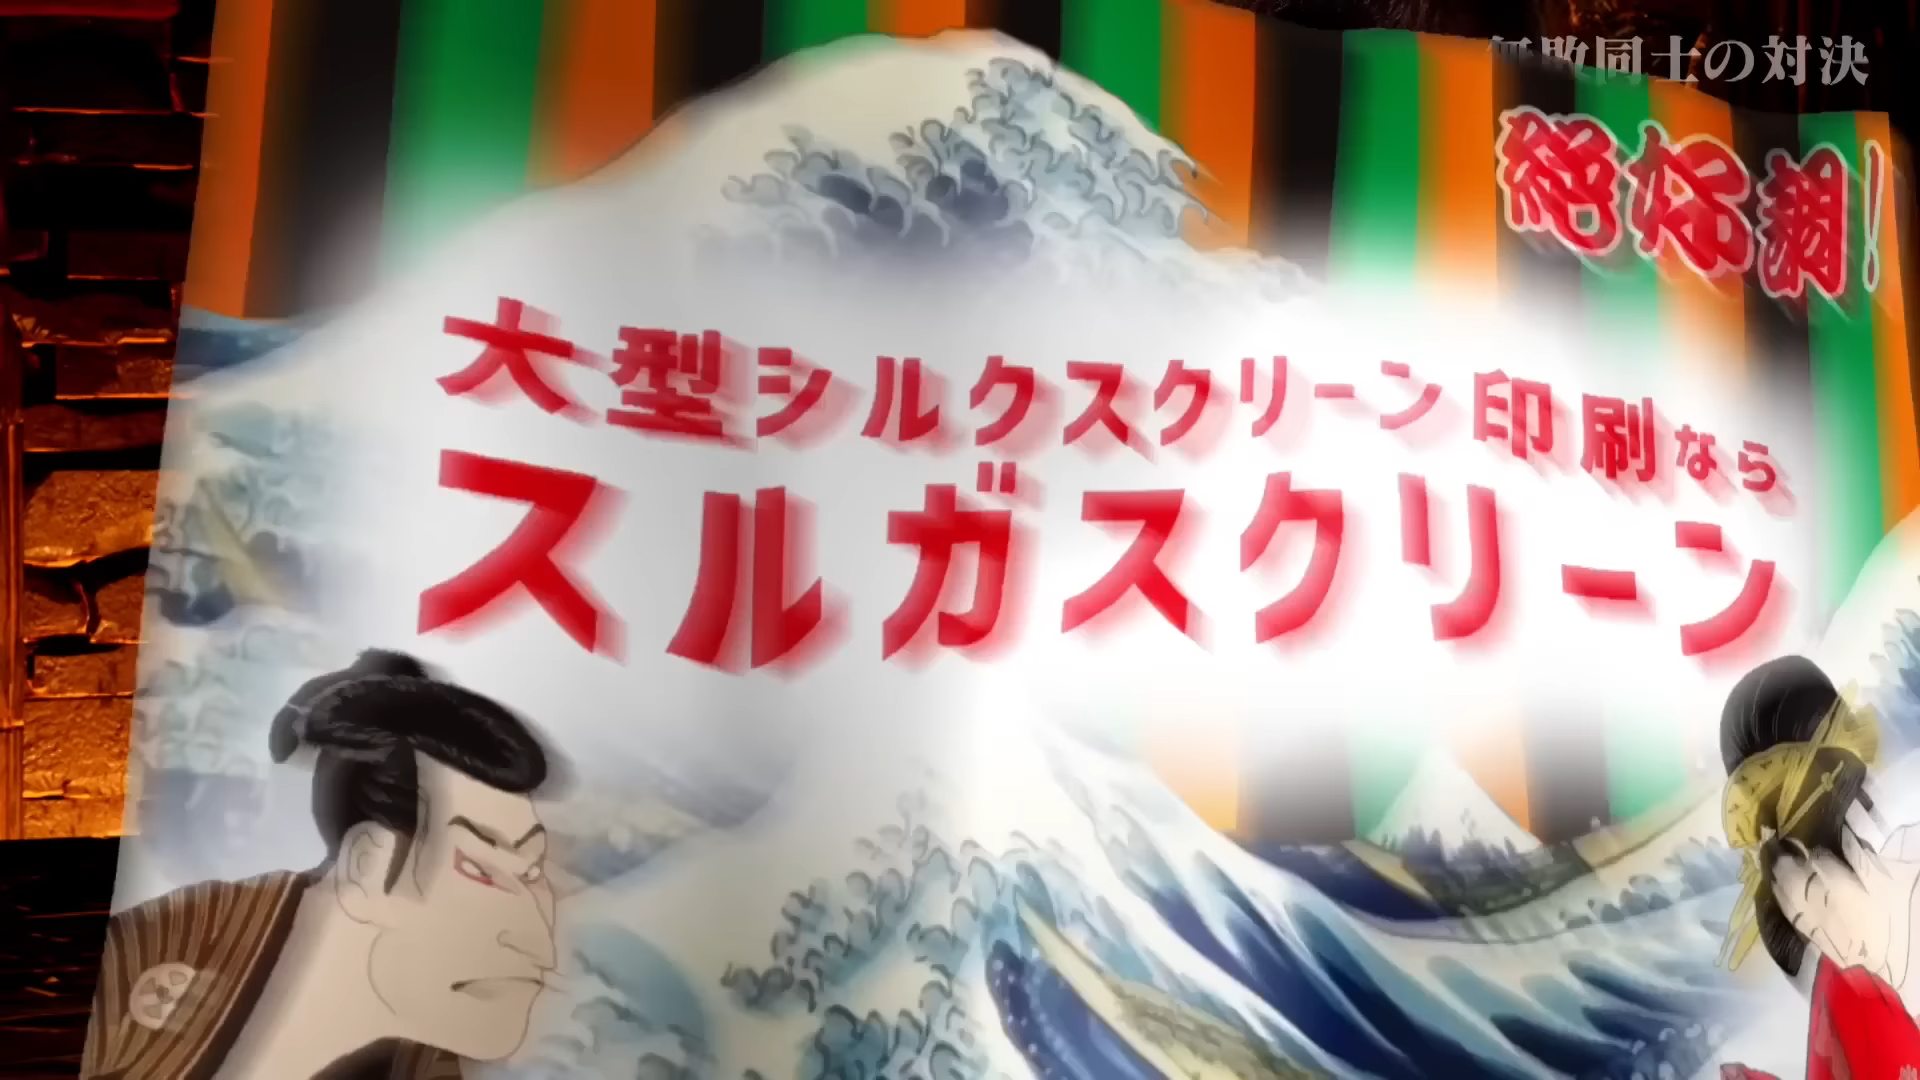 無敗同士の対決
絶好調!
大型シルクスクリーン印刷なら
スルガスクリーン